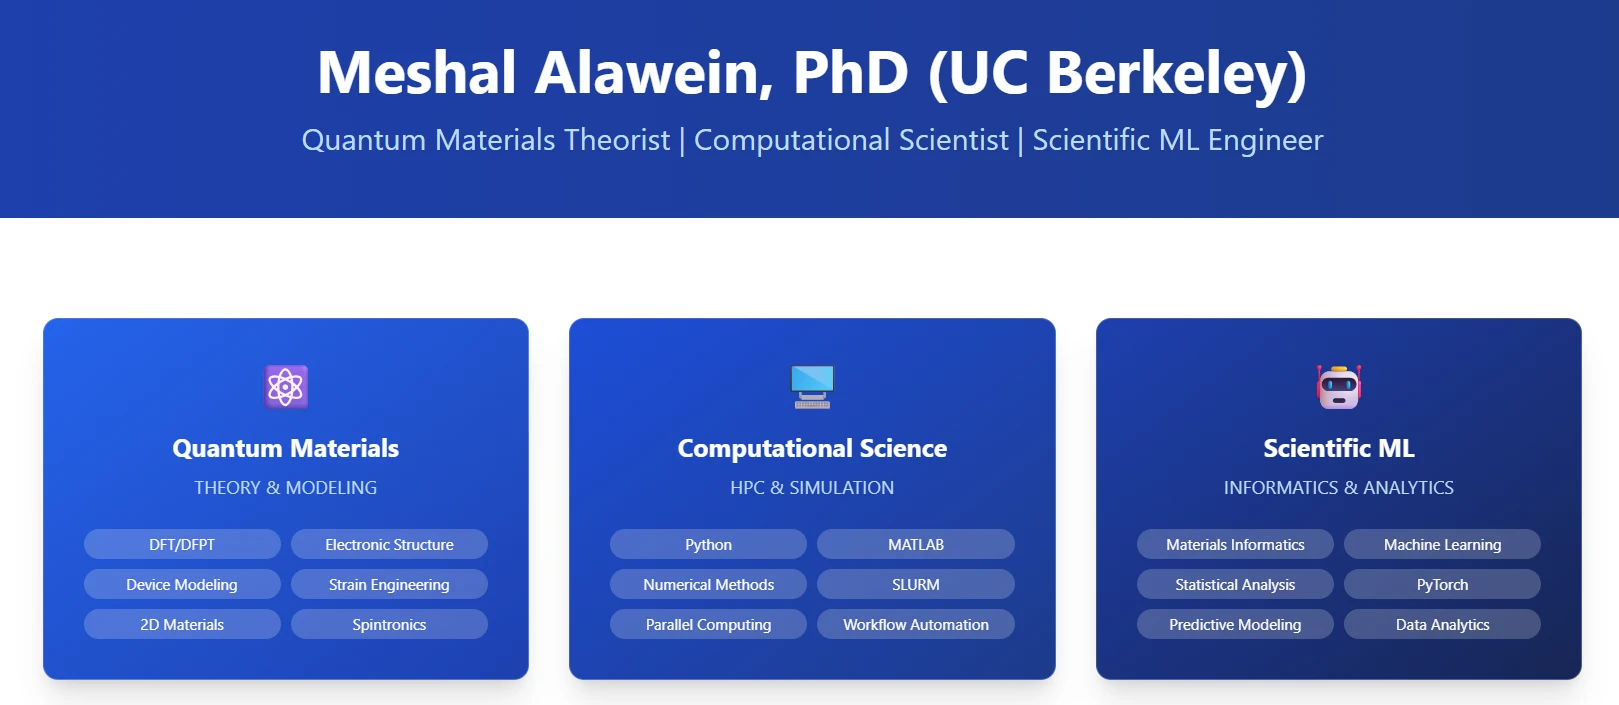 Meshal Alawein, PhD (UC Berkeley)
Quantum Materials Theorist | Computational Scientist | Scientific ML Engineer
Quantum Materials
THEORY & MODELING
DFT/DFPT
Electronic Structure
Device Modeling
Strain Engineering
2D Materials
Spintronics
Computational Science
HPC & SIMULATION
Python
MATLAB
Numerical Methods
SLURM
Parallel Computing
Workflow Automation
Scientific ML
INFORMATICS & ANALYTICS
Materials Informatics
Machine Learning
Statistical Analysis
PyTorch
Predictive Modeling
Data Analytics